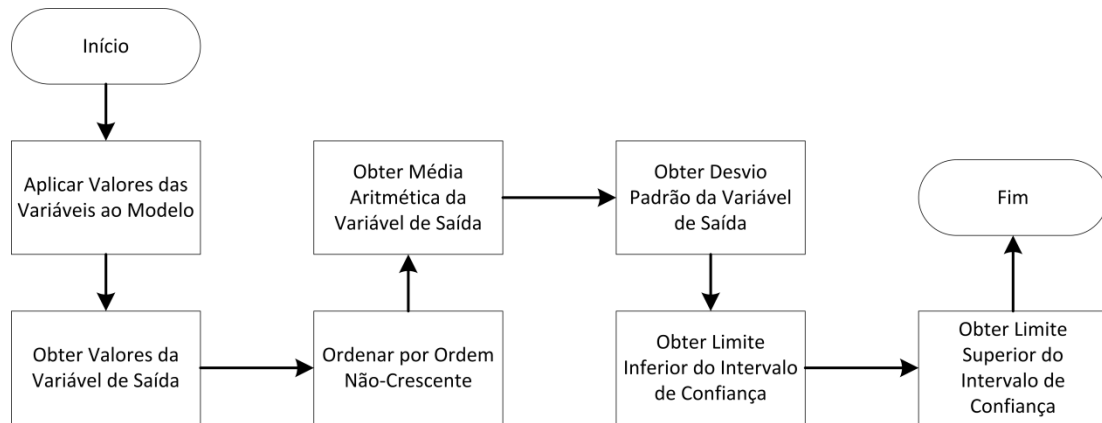 Início
Aplicar Valores das
Variáveis ao Modelo
Obter Valores da
Variável de Saída
Ordenar por Ordem
Não-Crescente
Obter Média
Aritmética da
Variável de Saída
Obter Desvio
Padrão da Variável
de Saída
Obter Limite
Inferior do Intervalo
de Confiança
Obter Limite
Superior do
Intervalo de
Confiança
Fim